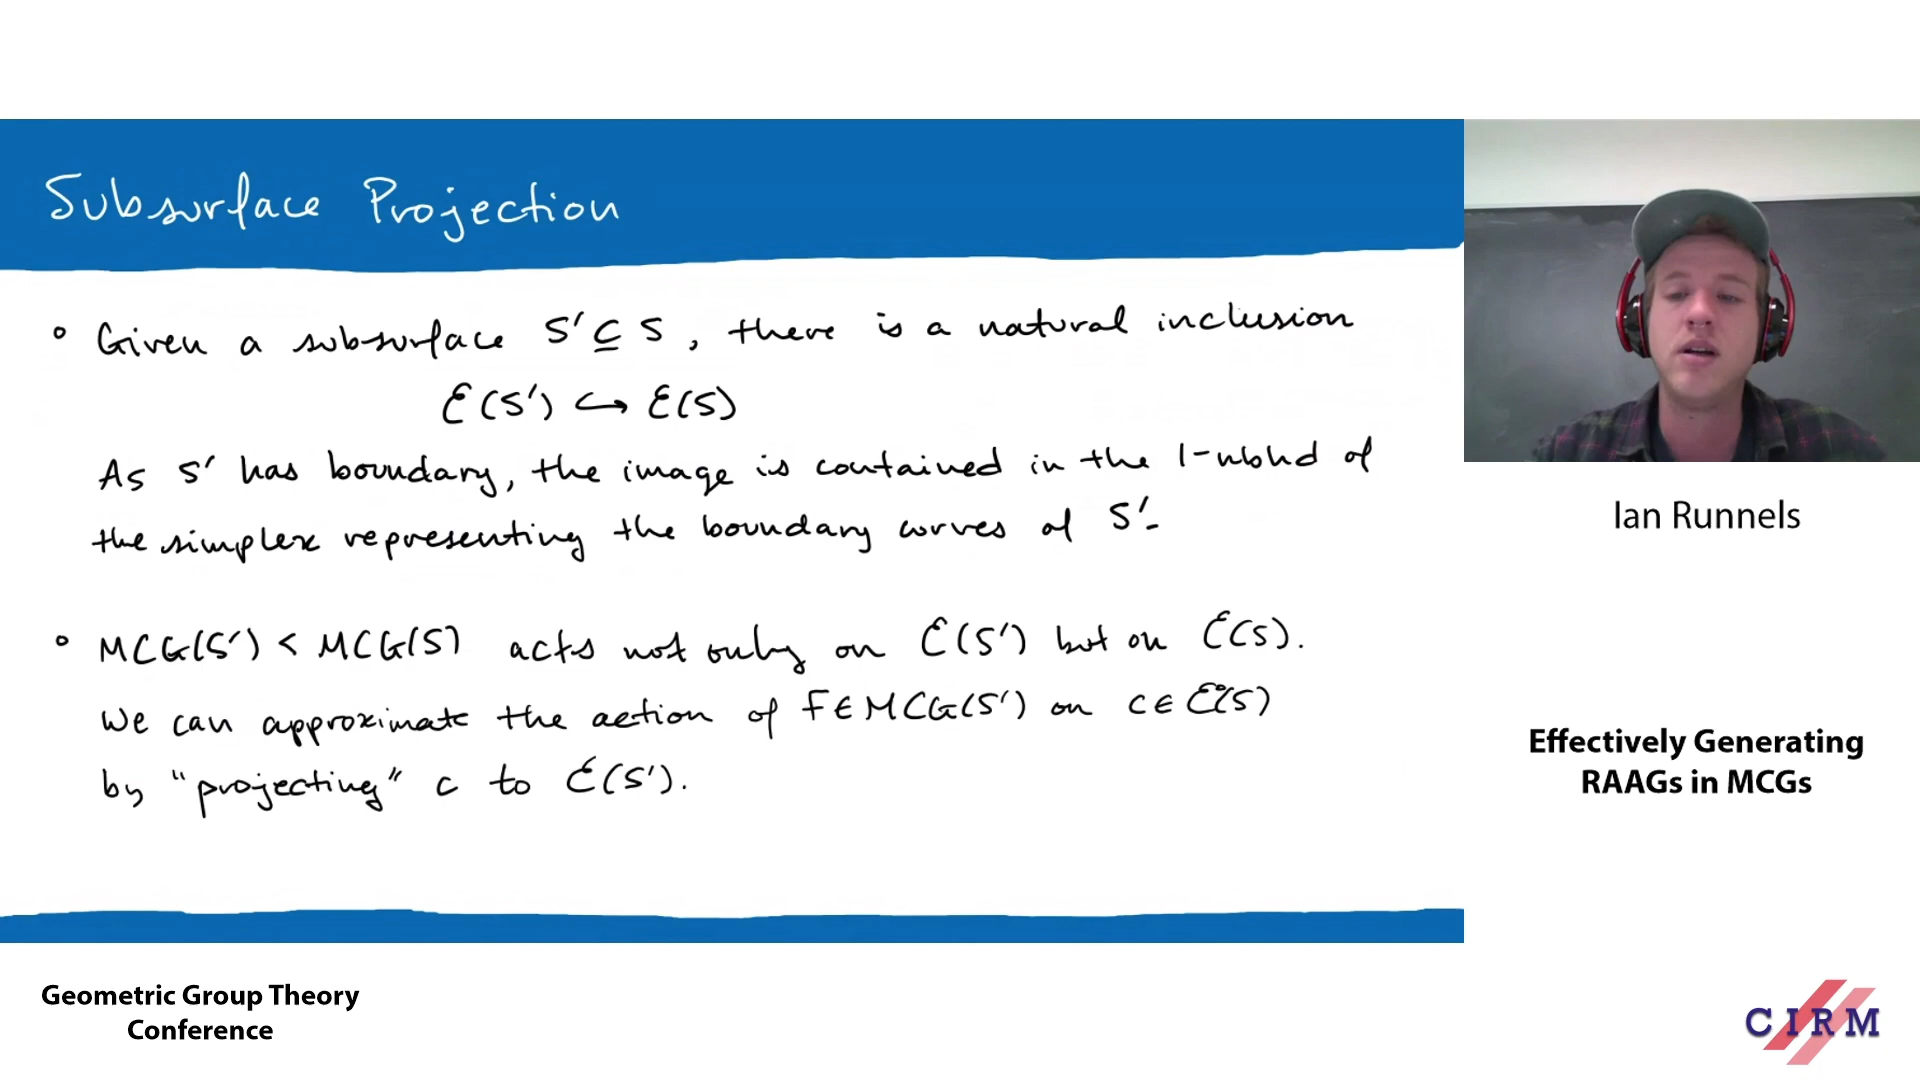 Subsurface Projection
° Given a subsurface S' ⊆ S, there is a natural inclusion
C(S') ↪ C(S)
As S' has boundary, the image is contained in the 1-nbhd of
the simplex representing the boundary curves of S'.
° MCG(S') < MCG(S) acts not only on C(S') but on C(S).
We can approximate the action of f ∈ MCG(S') on c ∈ C⁰(S)
by "projecting" c to C(S').
Ian Runnels
Effectively Generating
RAAGs in MCGs
Geometric Group Theory
Conference
CIRM